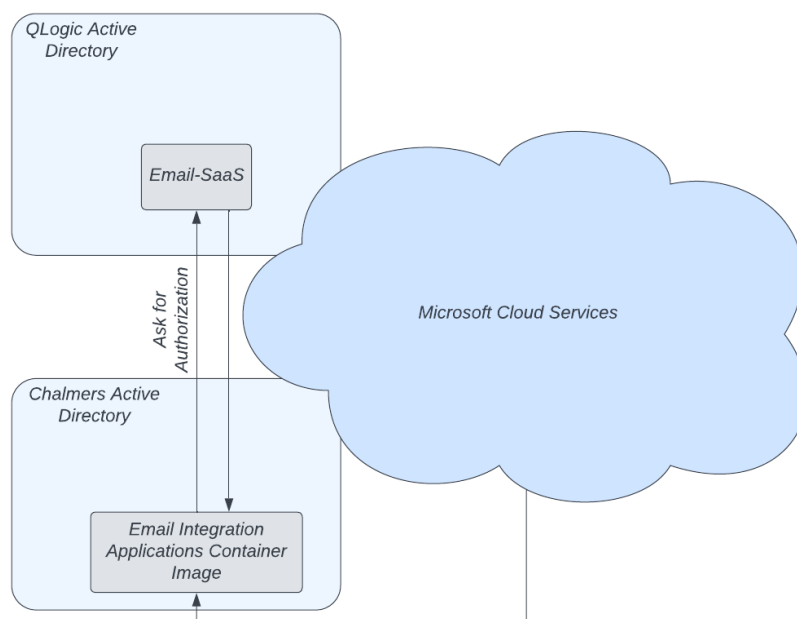 QLogic Active
Directory
Email-SaaS
Ask for
Authorization
Microsoft Cloud Services
Chalmers Active
Directory
Email Integration
Applications Container
Image